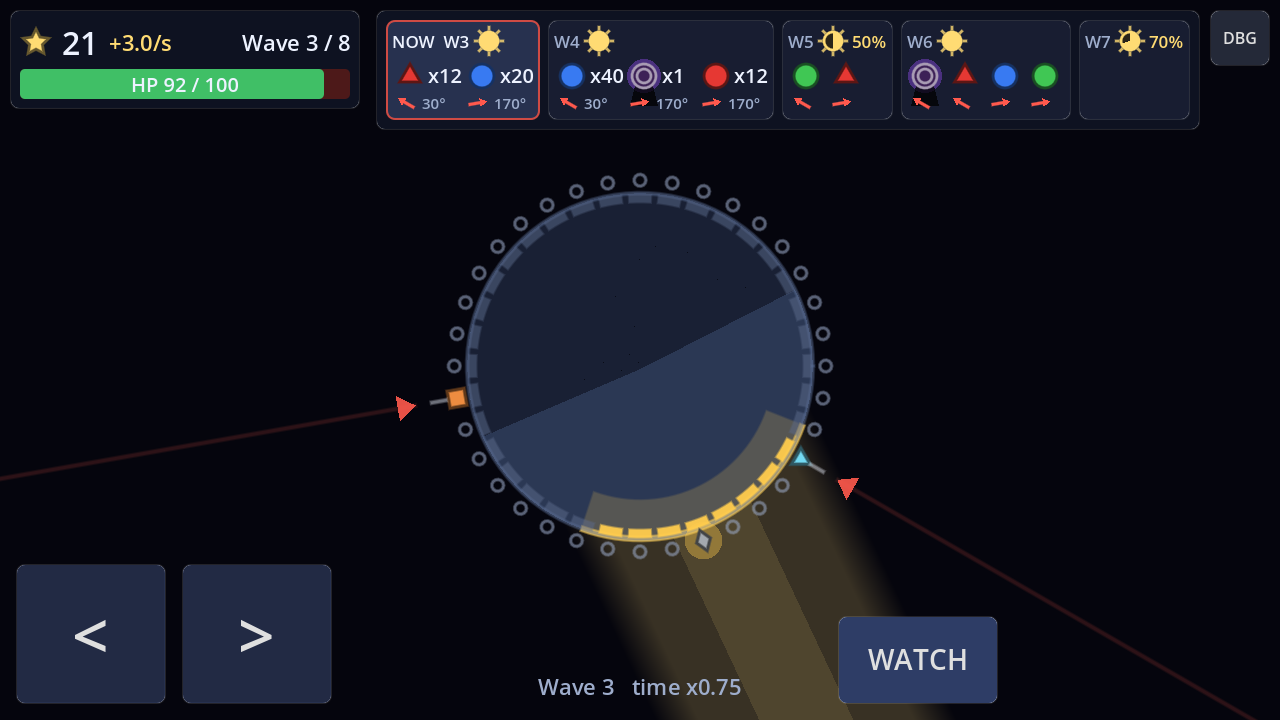 21 +3.0/s Wave 3 / 8
HP 92 / 100
NOW W3
x12 x20
30° 170°
W4
x40 x1 x12
30° 170° 170°
W5 50%
W6
W7 70%
DBG
< >
WATCH
Wave 3 time x0.75